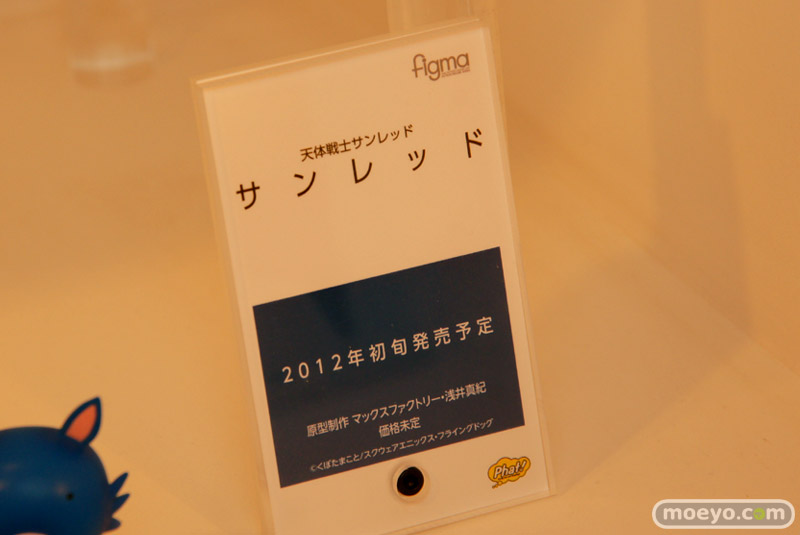 figma
天体戦士サンレッド
サンレッド
2012年初旬発売予定
原型制作 マックスファクトリー・浅井真紀
価格未定
©くぼたまこと/スクウェアエニックス・フライングドッグ
Phat!
moeyo.com